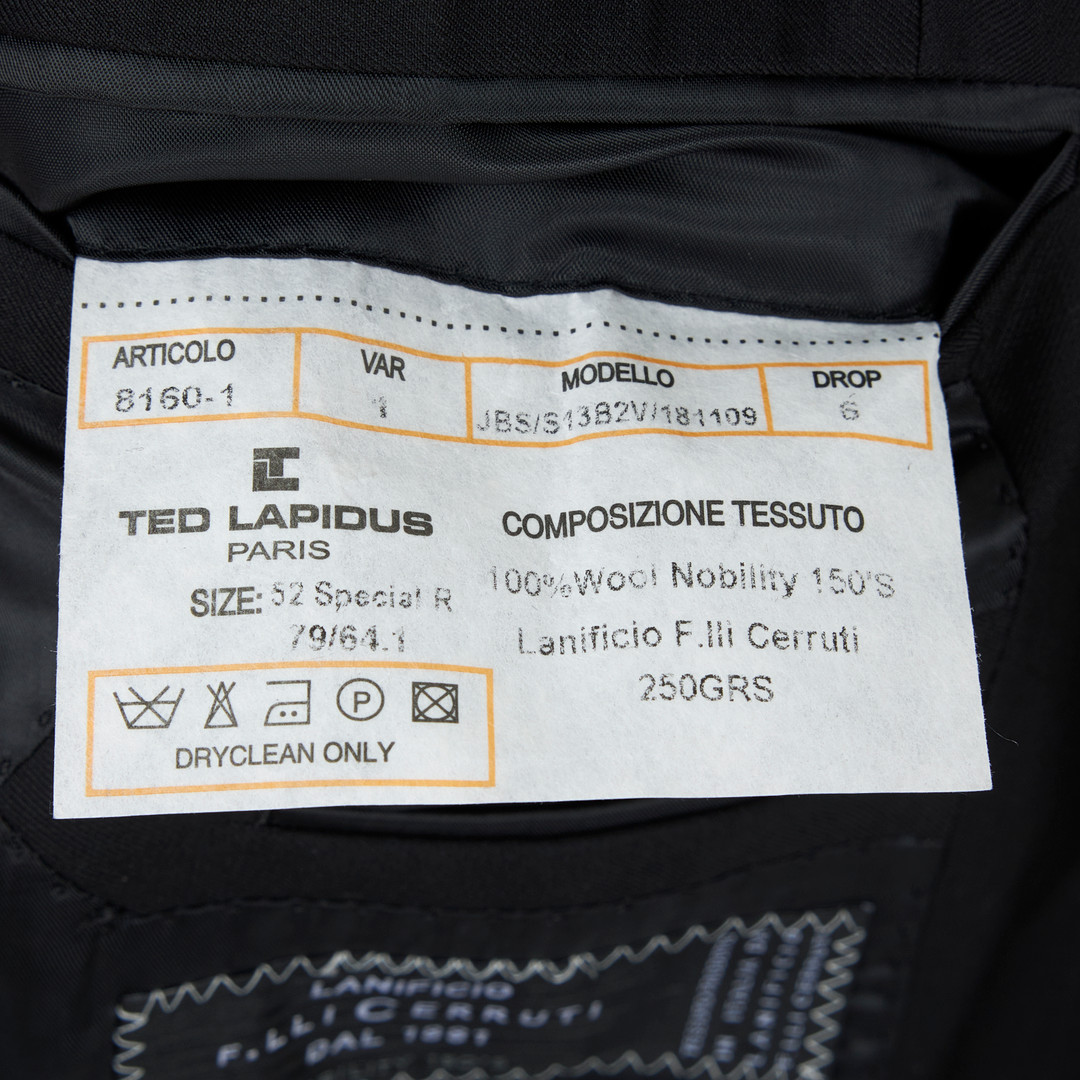 ARTICOLO
8160-1
VAR
1
MODELLO
JBS/S13B2V/181109
DROP
6
TED LAPIDUS
PARIS
SIZE: 52 Special R
79/64.1
P
DRYCLEAN ONLY
COMPOSIZIONE TESSUTO
100%Wool Nobility 150'S
Lanificio F.lli Cerruti
250GRS
LANIFICIO
F.LLI CERRUTI
DAL 1881